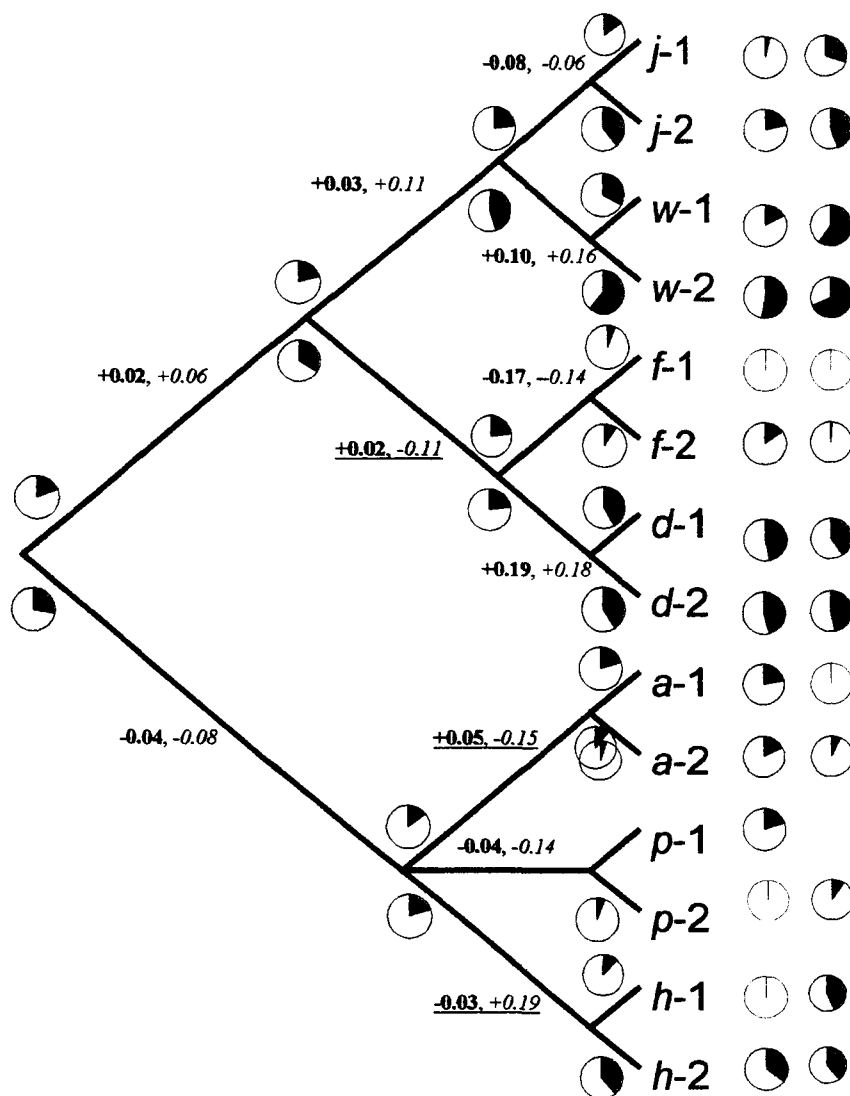 -0.08, -0.06
j-1
j-2
+0.03, +0.11
w-1
+0.10, +0.16
w-2
+0.02, +0.06
-0.17, -0.14
f-1
+0.02, -0.11
f-2
d-1
+0.19, +0.18
d-2
a-1
-0.04, -0.08
+0.05, -0.15
a-2
-0.04, -0.14
p-1
p-2
-0.03, +0.19
h-1
h-2